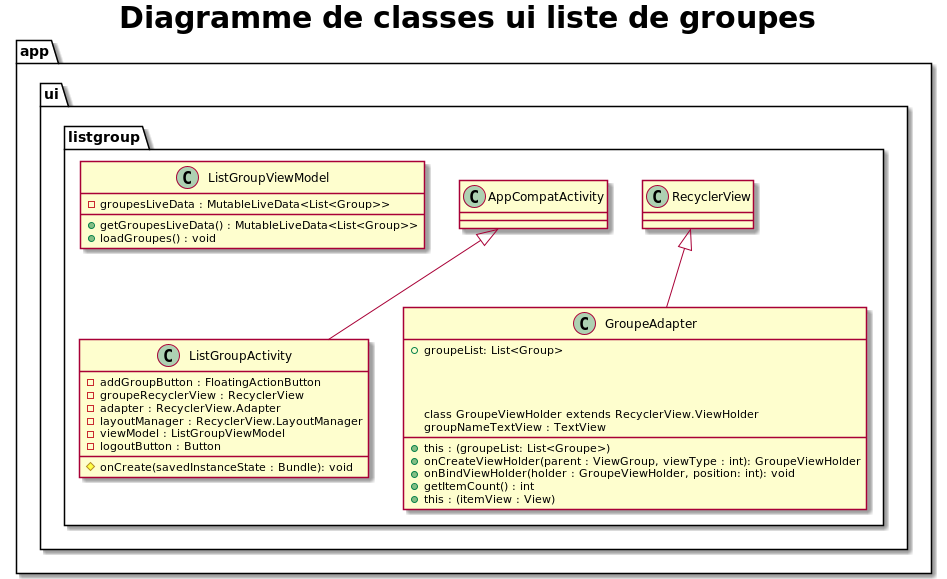 Diagramme de classes ui liste de groupes
app
ui
listgroup
C ListGroupViewModel
groupesLiveData : MutableLiveData<List<Group>>
getGroupesLiveData() : MutableLiveData<List<Group>>
loadGroupes() : void
C AppCompatActivity
C RecyclerView
C ListGroupActivity
addGroupButton : FloatingActionButton
groupeRecyclerView : RecyclerView
adapter : RecyclerView.Adapter
layoutManager : RecyclerView.LayoutManager
viewModel : ListGroupViewModel
logoutButton : Button
onCreate(savedInstanceState : Bundle): void
C GroupeAdapter
groupeList: List<Group>
class GroupeViewHolder extends RecyclerView.ViewHolder
groupNameTextView : TextView
this : (groupeList: List<Groupe>)
onCreateViewHolder(parent : ViewGroup, viewType : int): GroupeViewHolder
onBindViewHolder(holder : GroupeViewHolder, position: int): void
getItemCount() : int
this : (itemView : View)